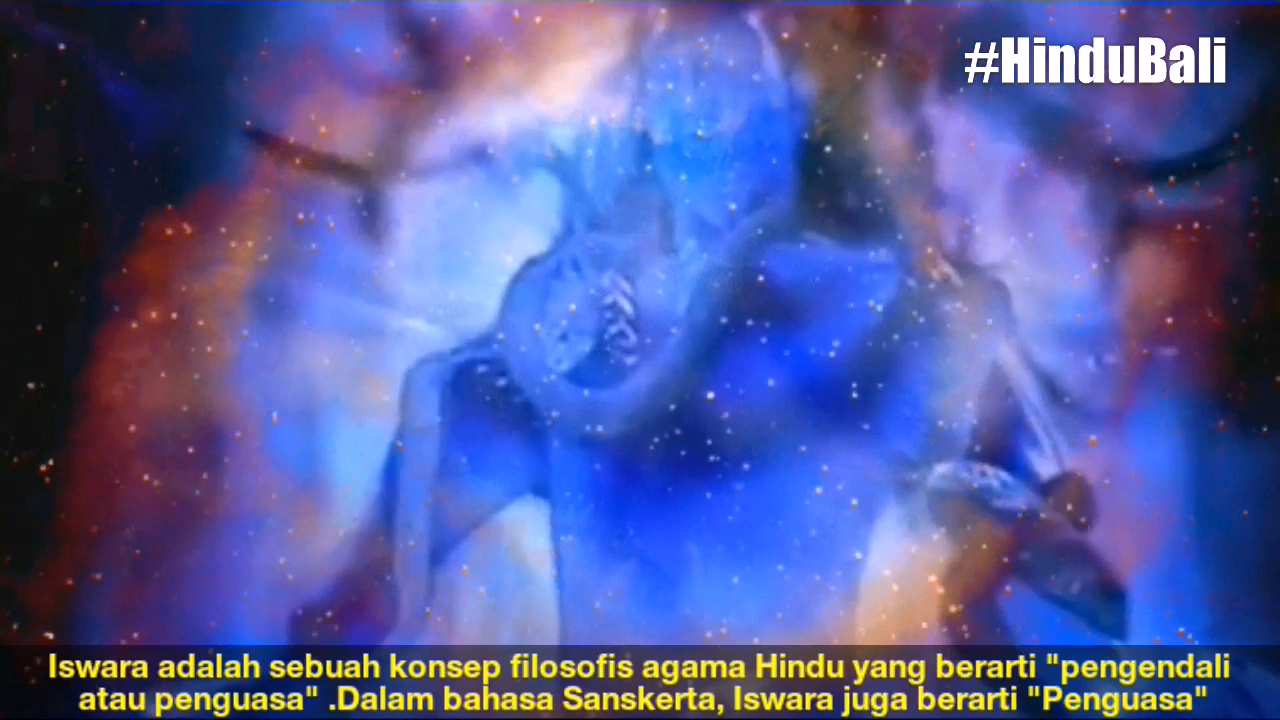 #HinduBali
Iswara adalah sebuah konsep filosofis agama Hindu yang berarti "pengendali
atau penguasa" .Dalam bahasa Sanskerta, Iswara juga berarti "Penguasa"